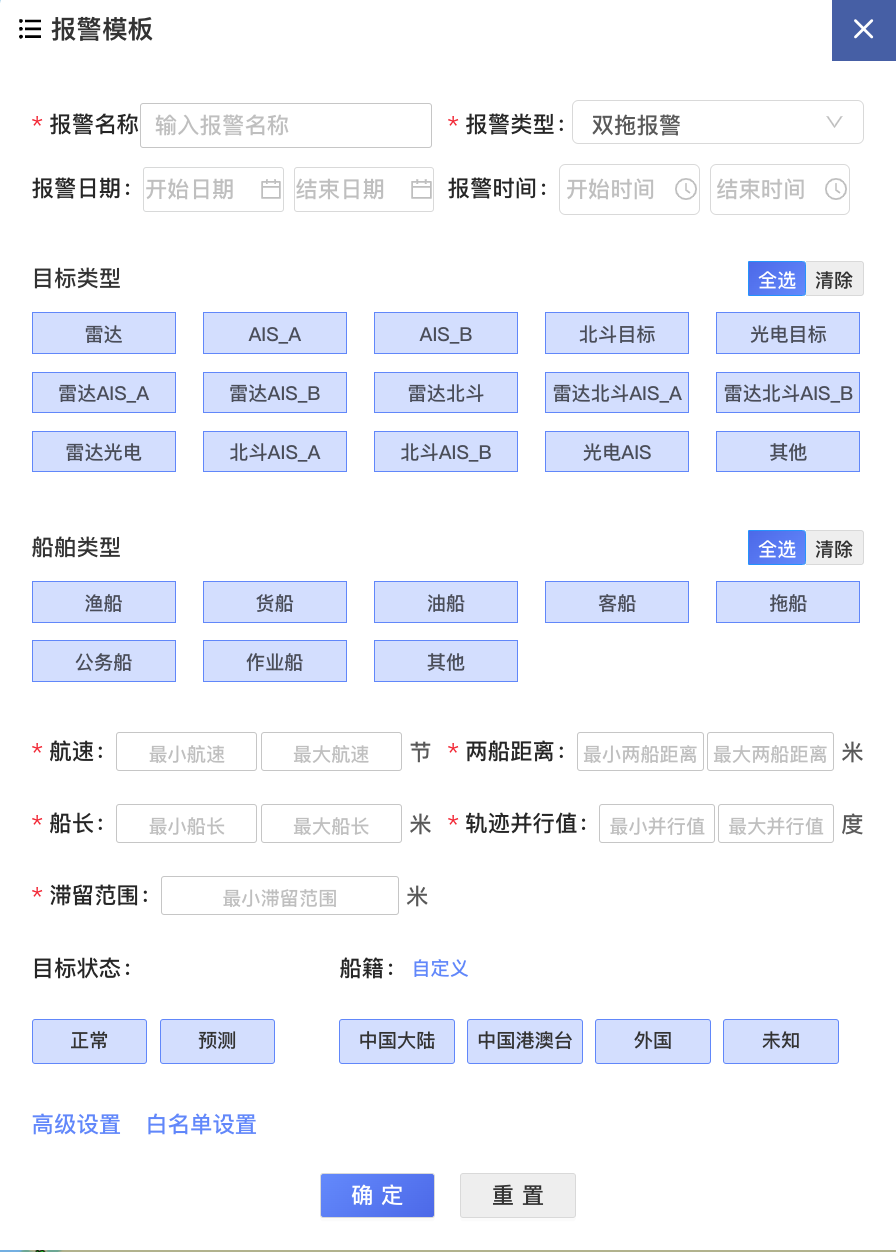 报警模板
* 报警名称 输入报警名称 * 报警类型： 双拖报警
报警日期： 开始日期 结束日期 报警时间： 开始时间 结束时间
目标类型 全选 清除
雷达 AIS_A AIS_B 北斗目标 光电目标
雷达AIS_A 雷达AIS_B 雷达北斗 雷达北斗AIS_A 雷达北斗AIS_B
雷达光电 北斗AIS_A 北斗AIS_B 光电AIS 其他
船舶类型 全选 清除
渔船 货船 油船 客船 拖船
公务船 作业船 其他
* 航速： 最小航速 最大航速 节 * 两船距离： 最小两船距离 最大两船距离 米
* 船长： 最小船长 最大船长 米 * 轨迹并行值： 最小并行值 最大并行值 度
* 滞留范围： 最小滞留范围 米
目标状态： 船籍： 自定义
正常 预测 中国大陆 中国港澳台 外国 未知
高级设置 白名单设置
确 定 重 置